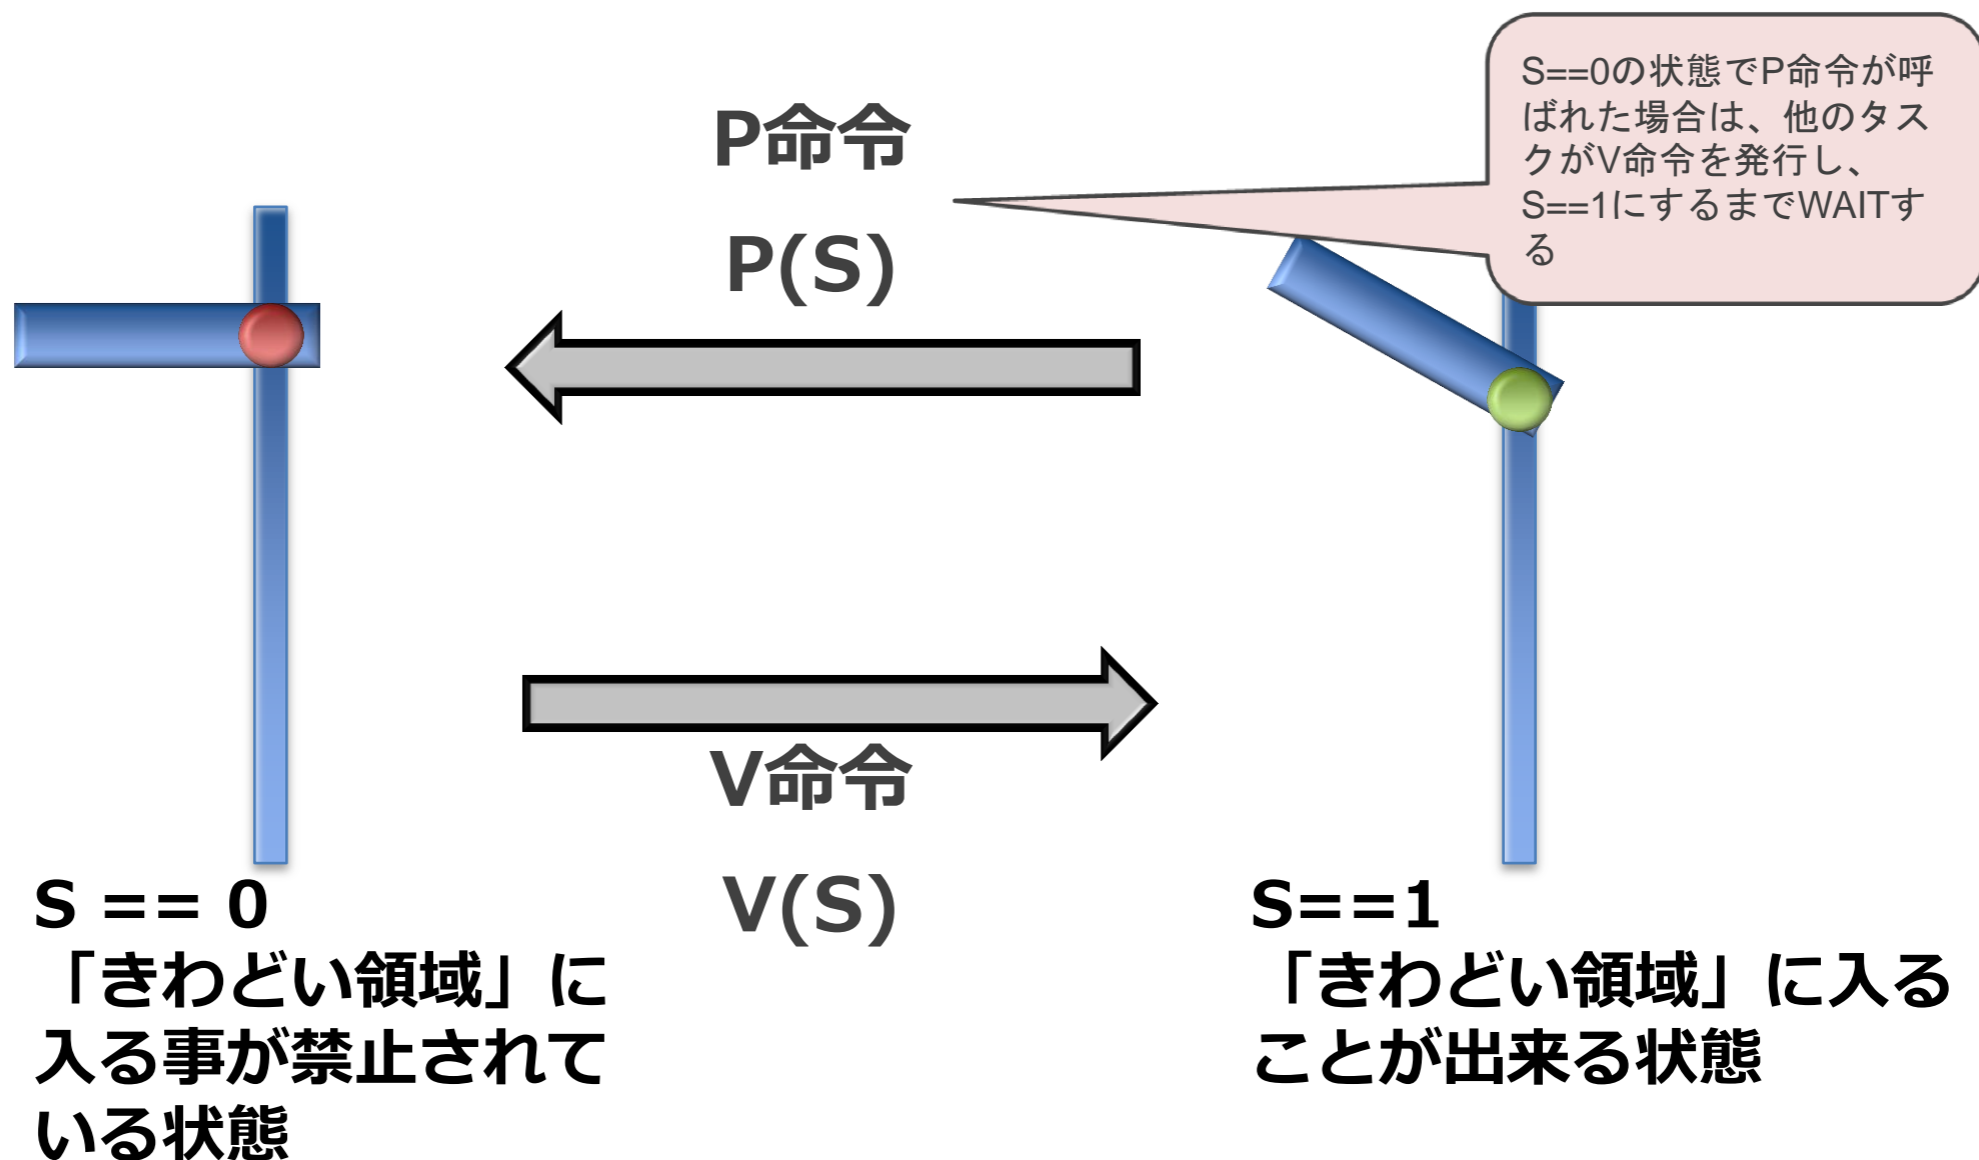 S==0の状態でP命令が呼
ばれた場合は、他のタス
クがV命令を発行し、
S==1にするまでWAITす
る
P命令
P(S)
V命令
V(S)
S == 0
「きわどい領域」に
入る事が禁止されて
いる状態
S==1
「きわどい領域」に入る
ことが出来る状態